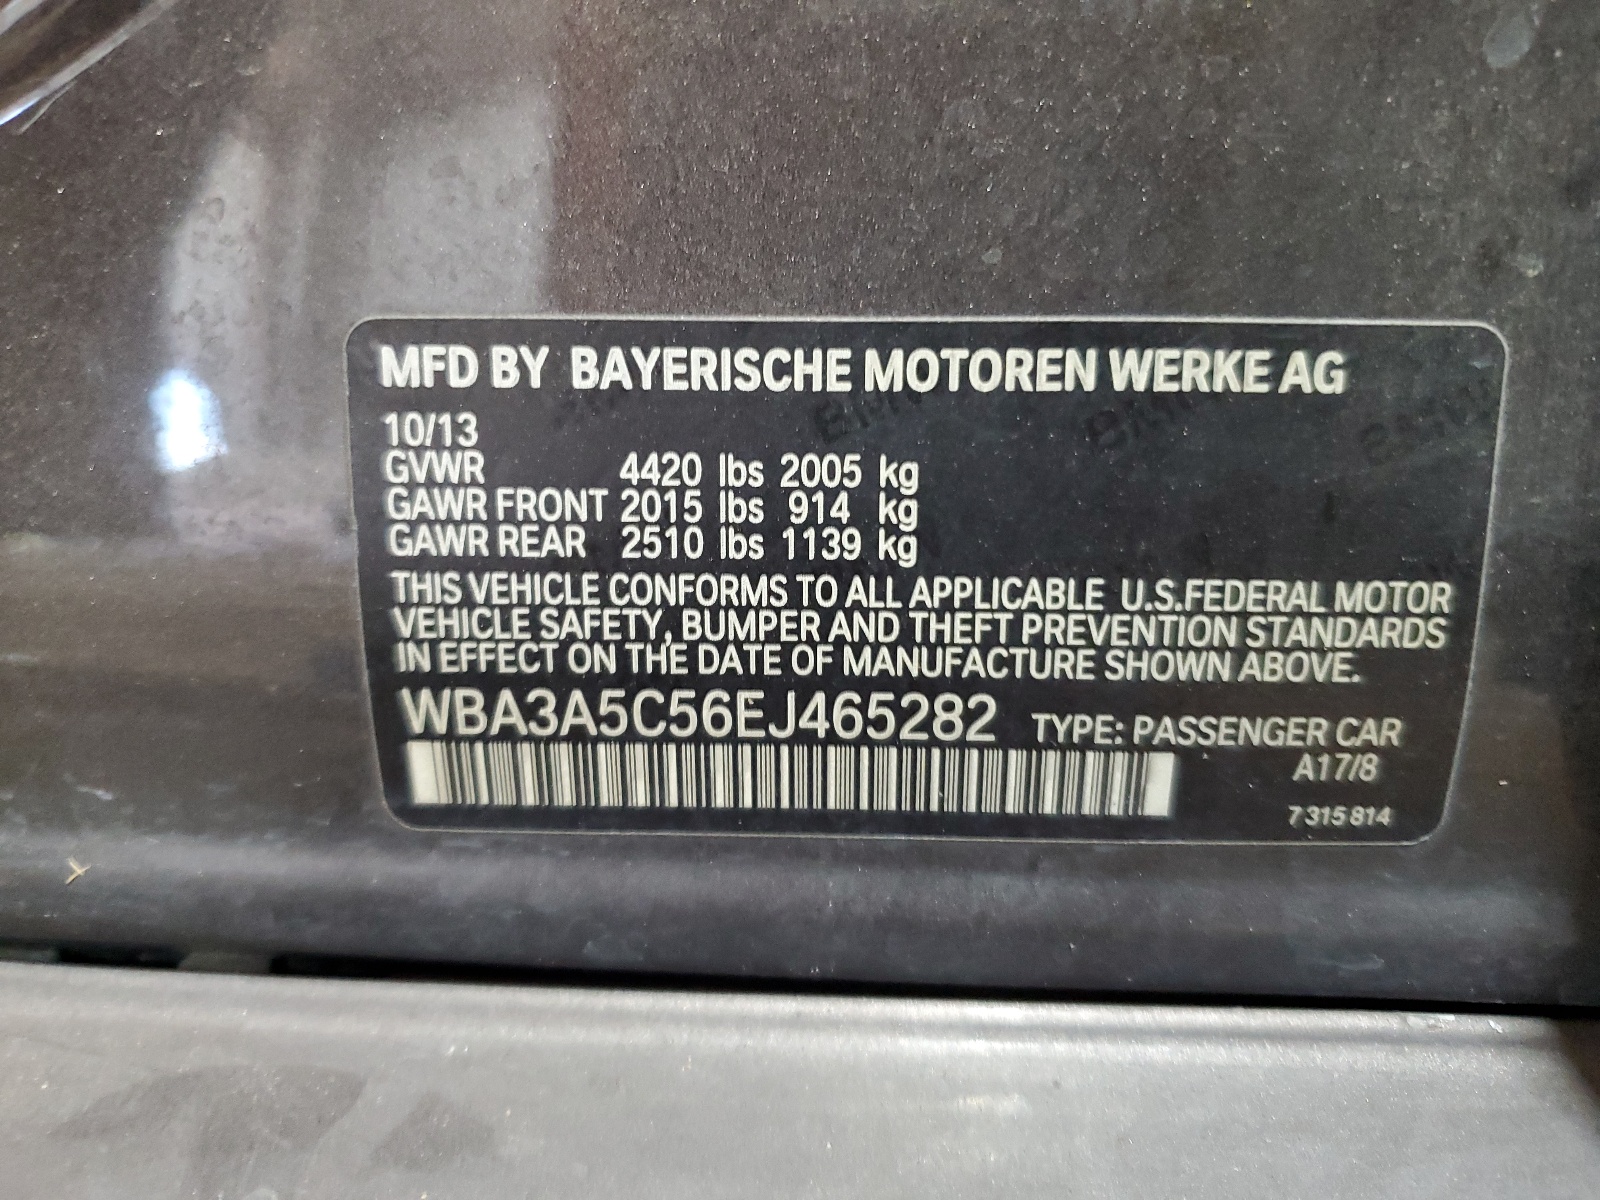 MFD BY BAYERISCHE MOTOREN WERKE AG
10/13
GVWR 4420 lbs 2005 kg
GAWR FRONT 2015 lbs 914 kg
GAWR REAR 2510 lbs 1139 kg
THIS VEHICLE CONFORMS TO ALL APPLICABLE U.S.FEDERAL MOTOR
VEHICLE SAFETY, BUMPER AND THEFT PREVENTION STANDARDS
IN EFFECT ON THE DATE OF MANUFACTURE SHOWN ABOVE.
WBA3A5C56EJ465282 TYPE: PASSENGER CAR
A17/8
7 315 814
BMW BMW BMW